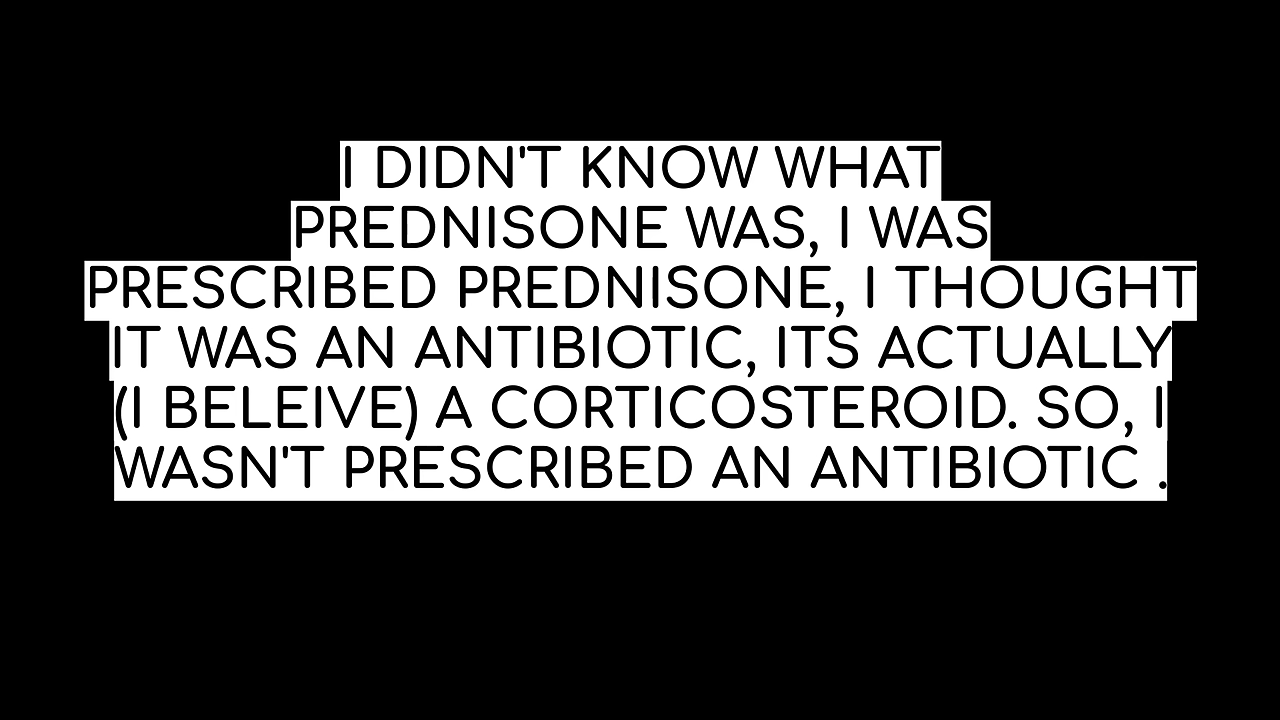 I DIDN'T KNOW WHAT
PREDNISONE WAS, I WAS
PRESCRIBED PREDNISONE, I THOUGHT
IT WAS AN ANTIBIOTIC, ITS ACTUALLY
(I BELEIVE) A CORTICOSTEROID. SO, I
WASN'T PRESCRIBED AN ANTIBIOTIC .